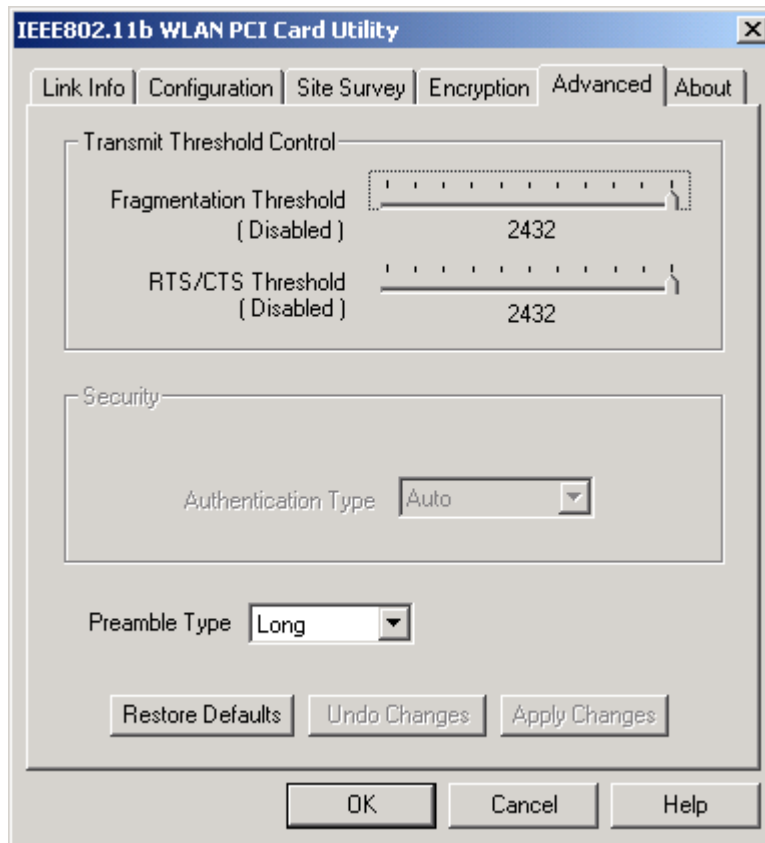 IEEE802.11b WLAN PCI Card Utility
Link Info Configuration Site Survey Encryption Advanced About
Transmit Threshold Control
Fragmentation Threshold
( Disabled )
2432
RTS/CTS Threshold
( Disabled )
2432
Security
Authentication Type Auto
Preamble Type Long
Restore Defaults Undo Changes Apply Changes
OK Cancel Help